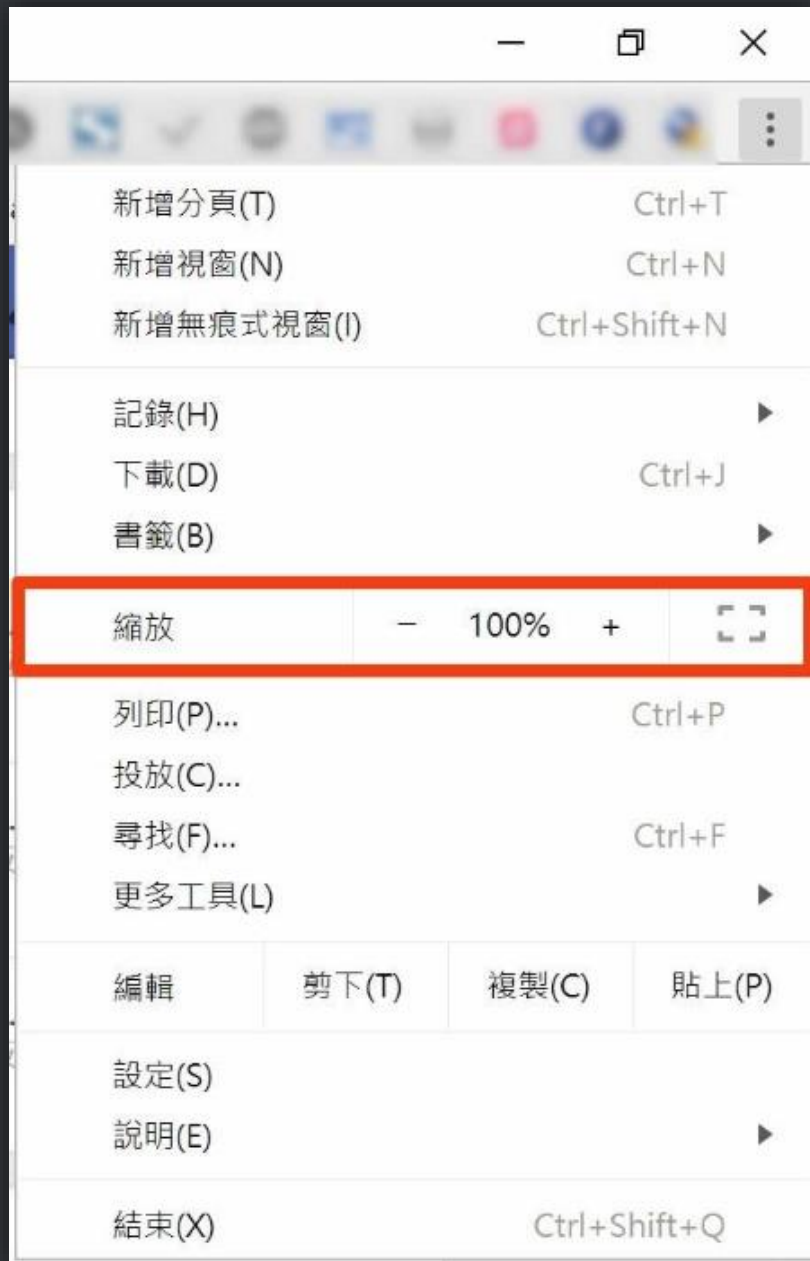 新增分頁(T) Ctrl+T
新增視窗(N) Ctrl+N
新增無痕式視窗(I) Ctrl+Shift+N
記錄(H)
下載(D) Ctrl+J
書籤(B)
縮放 − 100% +
列印(P)... Ctrl+P
投放(C)...
尋找(F)... Ctrl+F
更多工具(L)
編輯 剪下(T) 複製(C) 貼上(P)
設定(S)
說明(E)
結束(X) Ctrl+Shift+Q